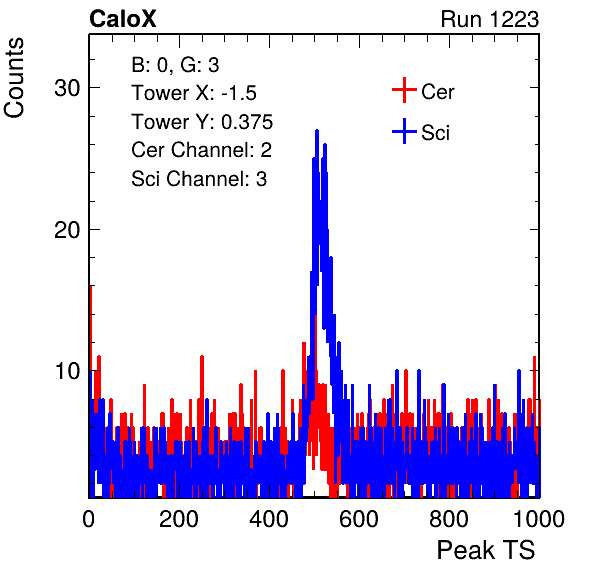 CaloX Run 1223
Counts
B: 0, G: 3
Tower X: -1.5
Tower Y: 0.375
Cer Channel: 2
Sci Channel: 3
Cer
Sci
30
20
10
0 200 400 600 800 1000
Peak TS